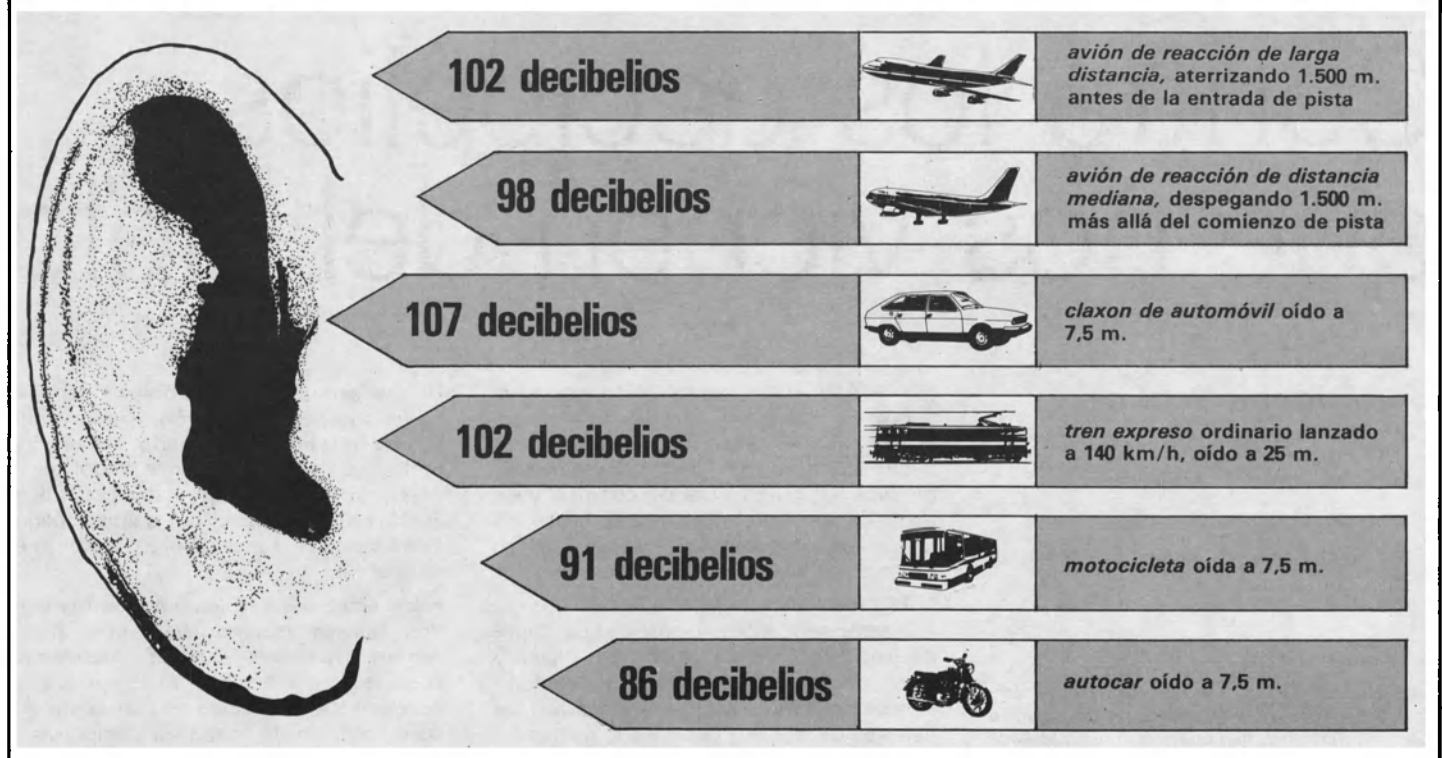 102 decibelios
avión de reacción de larga
distancia, aterrizando 1.500 m.
antes de la entrada de pista
98 decibelios
avión de reacción de distancia
mediana, despegando 1.500 m.
más allá del comienzo de pista
107 decibelios
claxon de automóvil oído a
7,5 m.
102 decibelios
tren expreso ordinario lanzado
a 140 km/h, oído a 25 m.
91 decibelios
motocicleta oída a 7,5 m.
86 decibelios
autocar oído a 7,5 m.